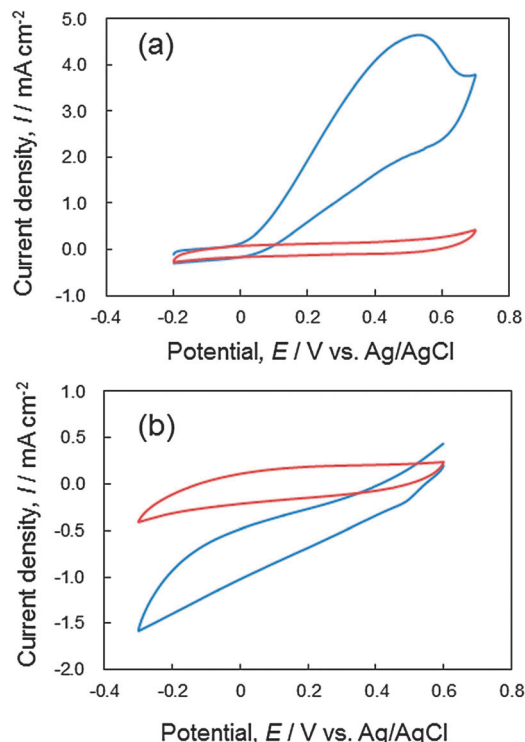 (a)
5.0
4.0
3.0
2.0
1.0
0.0
-1.0
Current density, I / mA cm-2
-0.4 -0.2 0 0.2 0.4 0.6 0.8
Potential, E / V vs. Ag/AgCl
(b)
1.0
0.5
0.0
-0.5
-1.0
-1.5
-2.0
Current density, I / mA cm-2
-0.4 -0.2 0 0.2 0.4 0.6 0.8
Potential, E / V vs. Ag/AgCl